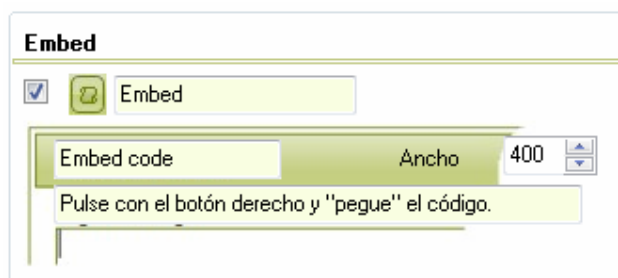 Embed
Embed
Embed code Ancho 400
Pulse con el botón derecho y "pegue" el código.